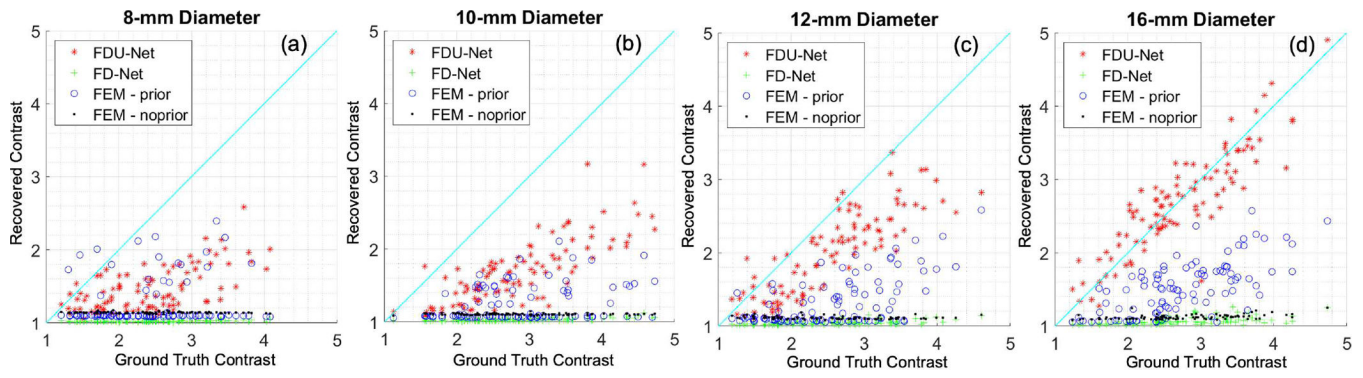 8-mm Diameter
(a)
FDU-Net
FD-Net
FEM - prior
FEM - noprior
Recovered Contrast
5
4
3
2
1
1 2 3 4 5
Ground Truth Contrast
10-mm Diameter
(b)
FDU-Net
FD-Net
FEM - prior
FEM - noprior
Recovered Contrast
5
4
3
2
1
1 2 3 4 5
Ground Truth Contrast
12-mm Diameter
(c)
FDU-Net
FD-Net
FEM - prior
FEM - noprior
Recovered Contrast
5
4
3
2
1
1 2 3 4 5
Ground Truth Contrast
16-mm Diameter
(d)
FDU-Net
FD-Net
FEM - prior
FEM - noprior
Recovered Contrast
5
4
3
2
1
1 2 3 4 5
Ground Truth Contrast